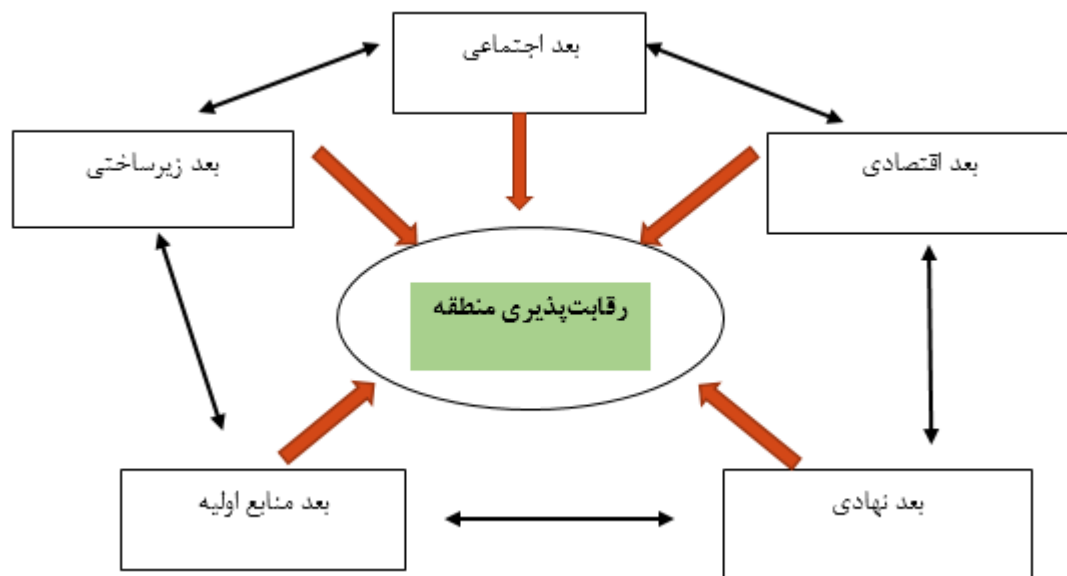 بعد اجتماعی
بعد اقتصادی
بعد زیرساختی
رقابت‌پذیری منطقه
بعد نهادی
بعد منابع اولیه